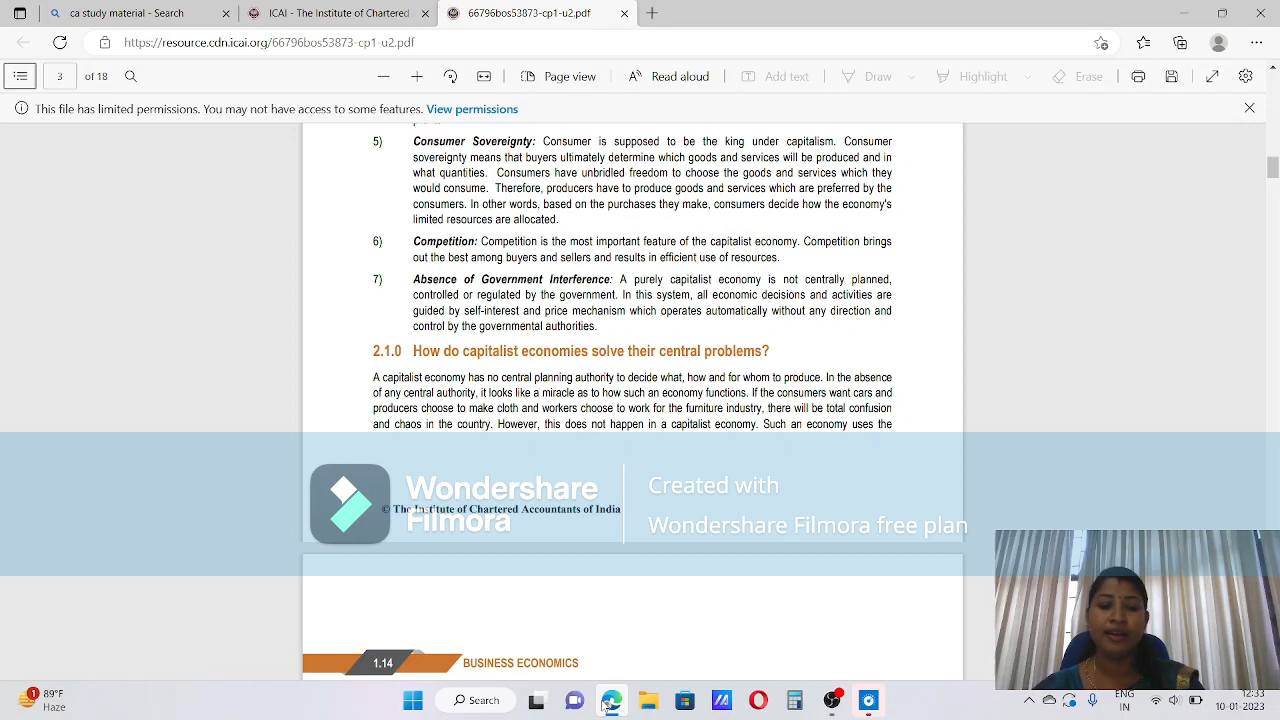 ca study material - Search
ICAI - The Institute of Chartered A
66796bos53873-cp1-u2.pdf
https://resource.cdn.icai.org/66796bos53873-cp1-u2.pdf
3
of 18
Page view
Read aloud
Add text
Draw
Highlight
Erase
This file has limited permissions. You may not have access to some features. View permissions
5) Consumer Sovereignty: Consumer is supposed to be the king under capitalism. Consumer
sovereignty means that buyers ultimately determine which goods and services will be produced and in
what quantities. Consumers have unbridled freedom to choose the goods and services which they
would consume. Therefore, producers have to produce goods and services which are preferred by the
consumers. In other words, based on the purchases they make, consumers decide how the economy's
limited resources are allocated.
6) Competition: Competition is the most important feature of the capitalist economy. Competition brings
out the best among buyers and sellers and results in efficient use of resources.
7) Absence of Government Interference: A purely capitalist economy is not centrally planned,
controlled or regulated by the government. In this system, all economic decisions and activities are
guided by self-interest and price mechanism which operates automatically without any direction and
control by the governmental authorities.
2.1.0 How do capitalist economies solve their central problems?
A capitalist economy has no central planning authority to decide what, how and for whom to produce. In the absence
of any central authority, it looks like a miracle as to how such an economy functions. If the consumers want cars and
producers choose to make cloth and workers choose to work for the furniture industry, there will be total confusion
and chaos in the country. However, this does not happen in a capitalist economy. Such an economy uses the
Wondershare
Filmora
Created with
Wondershare Filmora free plan
© The Institute of Chartered Accountants of India
1.14
BUSINESS ECONOMICS
1
89°F
Haze
Search
ENG
IN
12:33
10-01-2023